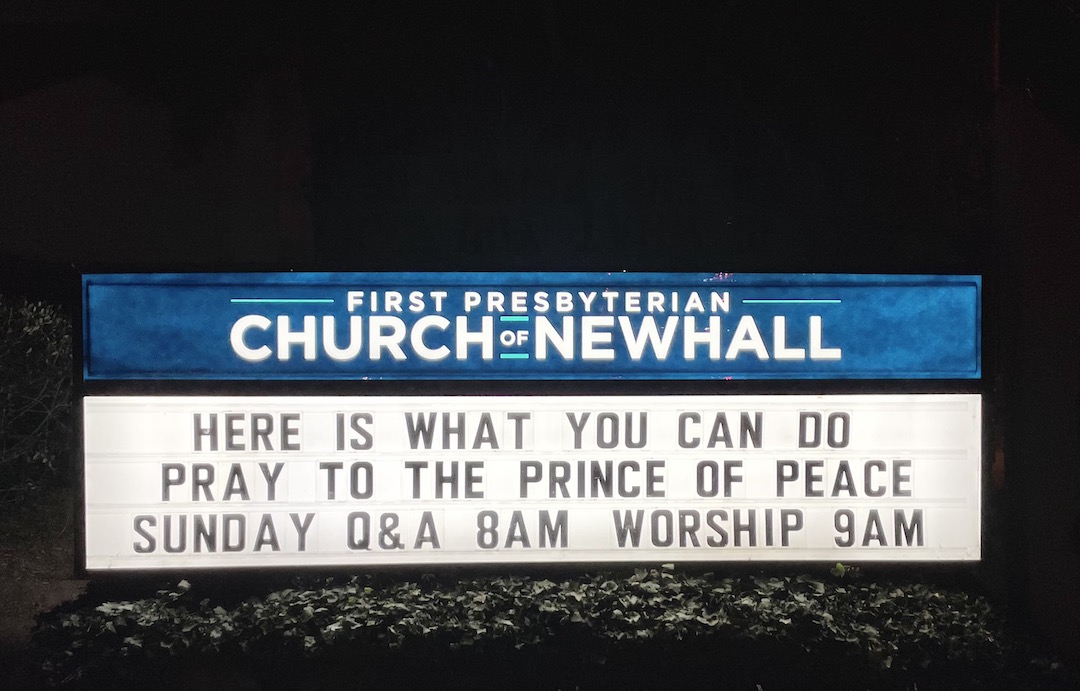 FIRST PRESBYTERIAN
CHURCH OF NEWHALL
HERE IS WHAT YOU CAN DO
PRAY TO THE PRINCE OF PEACE
SUNDAY Q&A 8AM WORSHIP 9AM